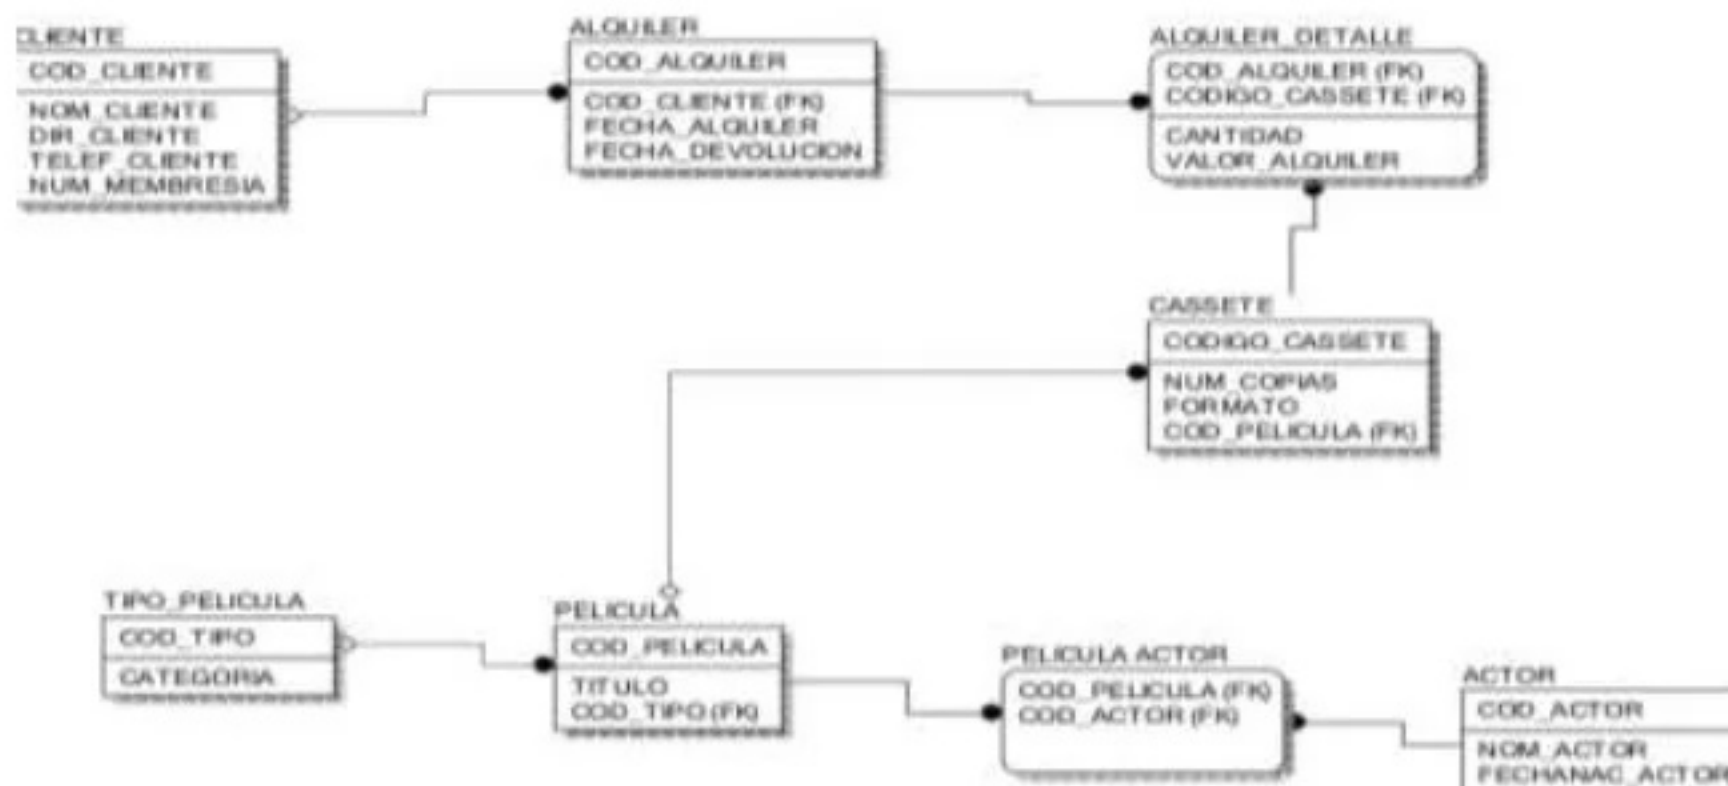 CLIENTE
COD_CLIENTE
NOM_CLIENTE
DIR_CLIENTE
TELEF_CLIENTE
NUM_MEMBRESIA
ALQUILER
COD_ALQUILER
COD_CLIENTE (FK)
FECHA_ALQUILER
FECHA_DEVOLUCION
ALQUILER_DETALLE
COD_ALQUILER (FK)
CODIGO_CASSETE (FK)
CANTIDAD
VALOR_ALQUILER
CASSETE
CODIGO_CASSETE
NUM_COPIAS
FORMATO
COD_PELICULA (FK)
TIPO_PELICULA
COD_TIPO
CATEGORIA
PELICULA
COD_PELICULA
TITULO
COD_TIPO (FK)
PELICULA ACTOR
COD_PELICULA (FK)
COD_ACTOR (FK)
ACTOR
COD_ACTOR
NOM_ACTOR
FECHANAC_ACTOR